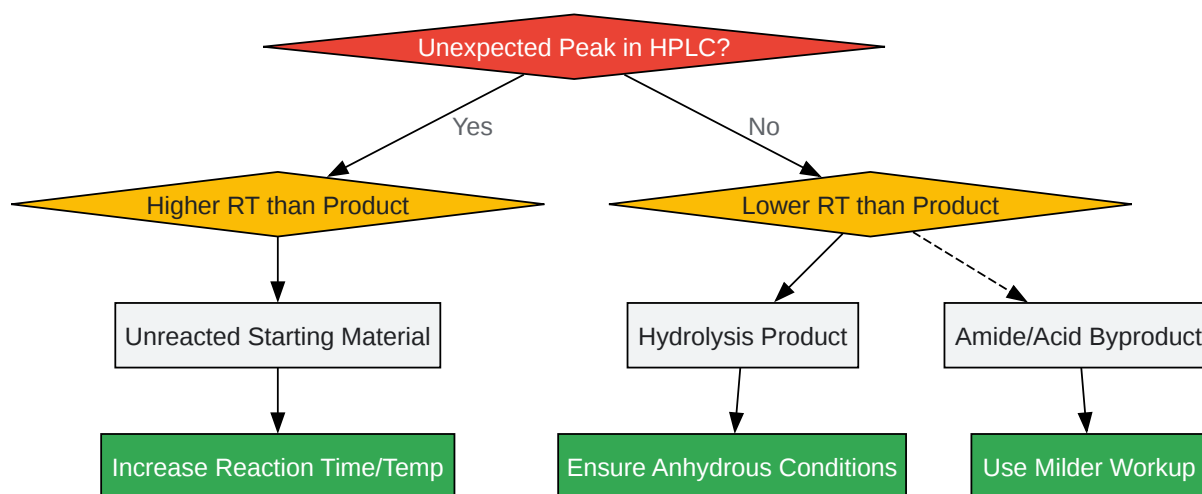 Unexpected Peak in HPLC?
Yes
No
Higher RT than Product
Lower RT than Product
Unreacted Starting Material
Hydrolysis Product
Amide/Acid Byproduct
Increase Reaction Time/Temp
Ensure Anhydrous Conditions
Use Milder Workup